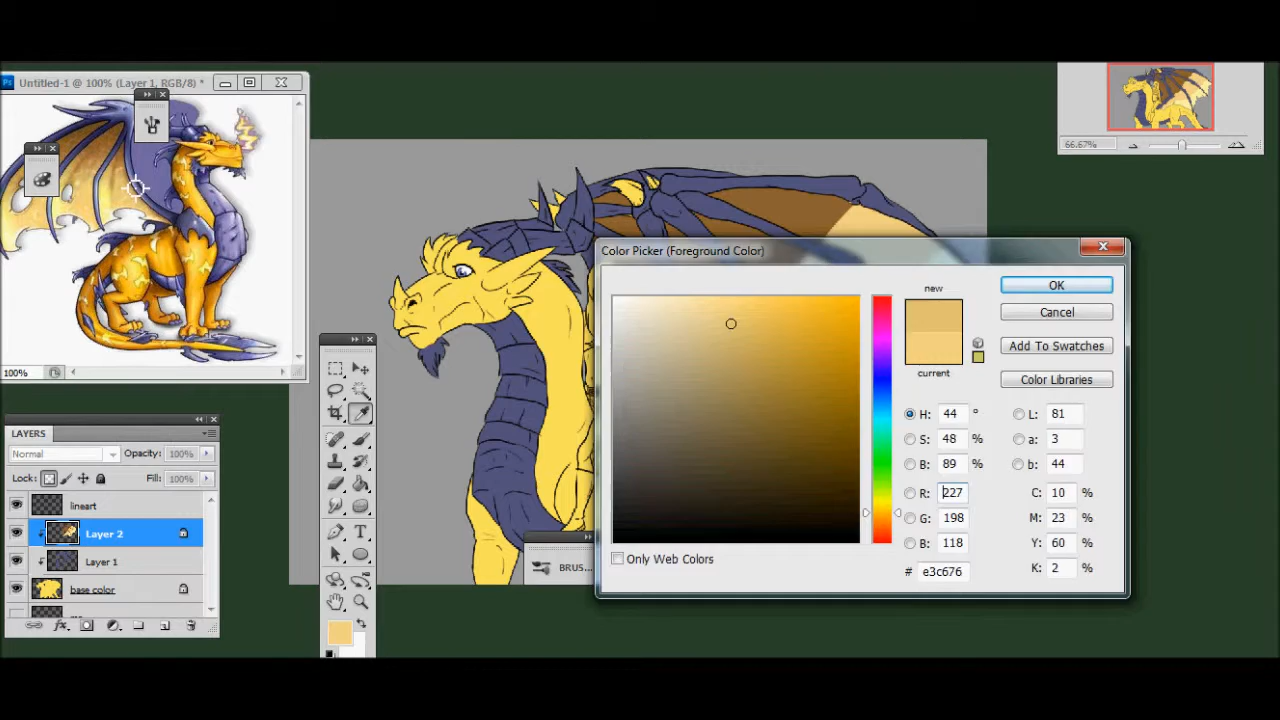 Ps Untitled-1 @ 100% (Layer 1, RGB/8) *
66.67%
100%
LAYERS
Normal Opacity: 100%
Lock: Fill: 100%
lineart
Layer 2
Layer 1
base color
fx
T
BRUS...
Color Picker (Foreground Color)
new
current
OK
Cancel
Add To Swatches
Color Libraries
H: 44 ° L: 81
S: 48 % a: 3
B: 89 % b: 44
R: 227 C: 10 %
G: 198 M: 23 %
B: 118 Y: 60 %
# e3c676 K: 2 %
Only Web Colors